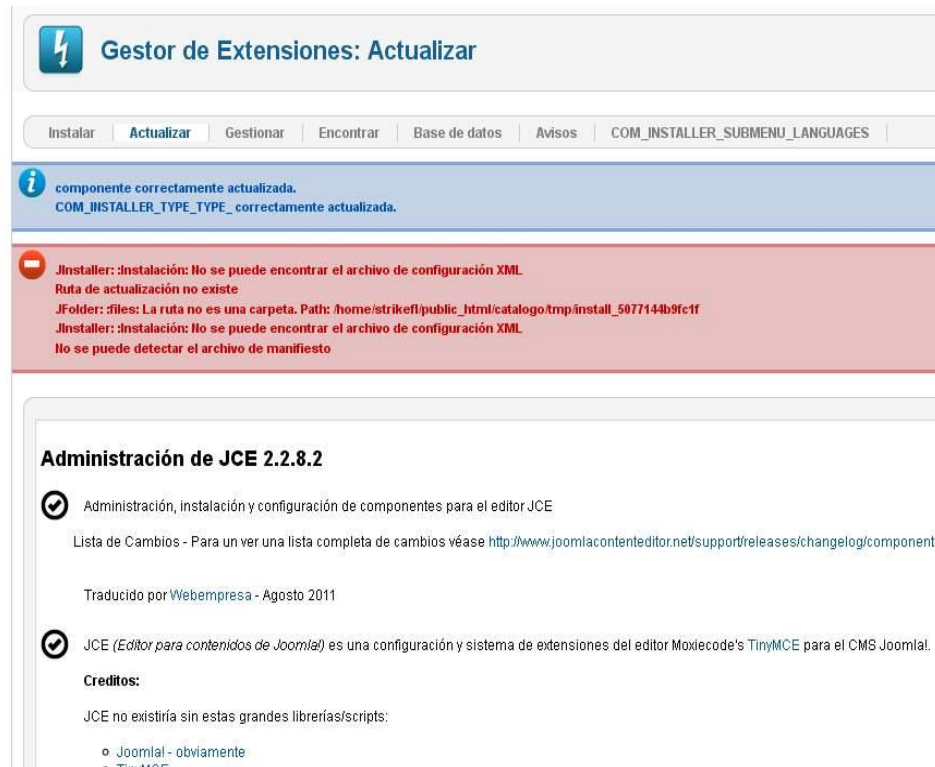 Gestor de Extensiones: Actualizar
Instalar Actualizar Gestionar Encontrar Base de datos Avisos COM_INSTALLER_SUBMENU_LANGUAGES
componente correctamente actualizada.
COM_INSTALLER_TYPE_TYPE_ correctamente actualizada.
JInstaller: :Instalación: No se puede encontrar el archivo de configuración XML
Ruta de actualización no existe
JFolder: :files: La ruta no es una carpeta. Path: /home/strikefl/public_html/catalogo/tmp/install_5077144b9fc1f
JInstaller: :Instalación: No se puede encontrar el archivo de configuración XML
No se puede detectar el archivo de manifiesto
Administración de JCE 2.2.8.2
Administración, instalación y configuración de componentes para el editor JCE
Lista de Cambios - Para un ver una lista completa de cambios véase http://www.joomlacontenteditor.net/support/releases/changelog/component
Traducido por Webempresa - Agosto 2011
JCE (Editor para contenidos de Joomla!) es una configuración y sistema de extensiones del editor Moxiecode's TinyMCE para el CMS Joomla!.
Creditos:
JCE no existiría sin estas grandes librerías/scripts:
Joomla! - obviamente
TinyMCE